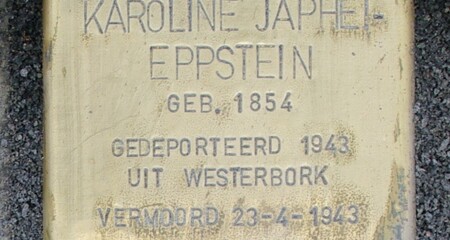 KAROLINE JAPHET-
EPPSTEIN
GEB. 1854
GEDEPORTEERD 1943
UIT WESTERBORK
VERMOORD 23-4-1943